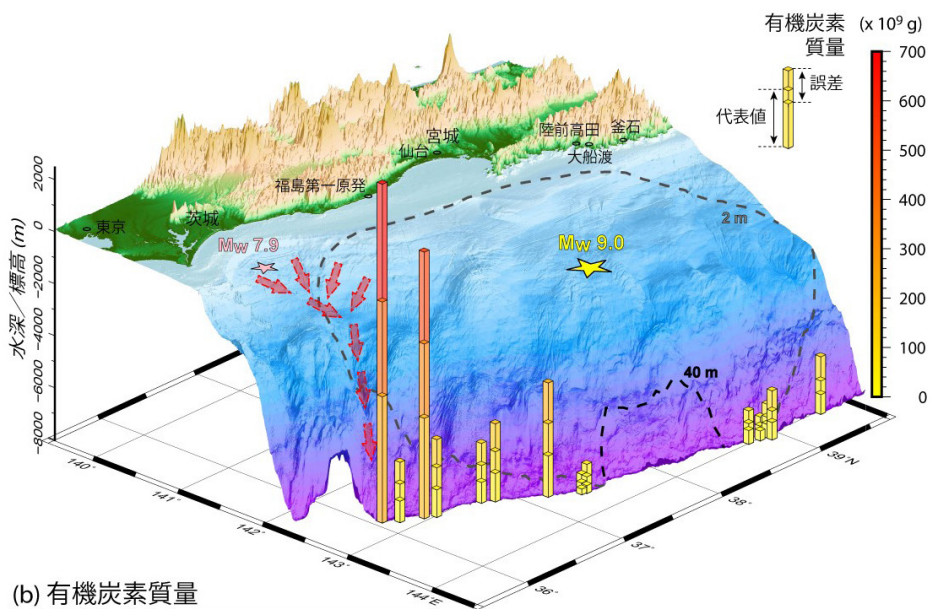 有機炭素
質量
(x 10⁹ g)
代表値
誤差
700
600
500
400
300
200
100
0
水深／標高 (m)
2000
0
−2000
−4000
−6000
−8000
東京
茨城
福島第一原発
仙台
宮城
陸前高田
大船渡
釜石
Mw 7.9
Mw 9.0
2 m
40 m
140°
141°
142°
143°
144°E
36°
37°
38°
39°N
(b) 有機炭素質量